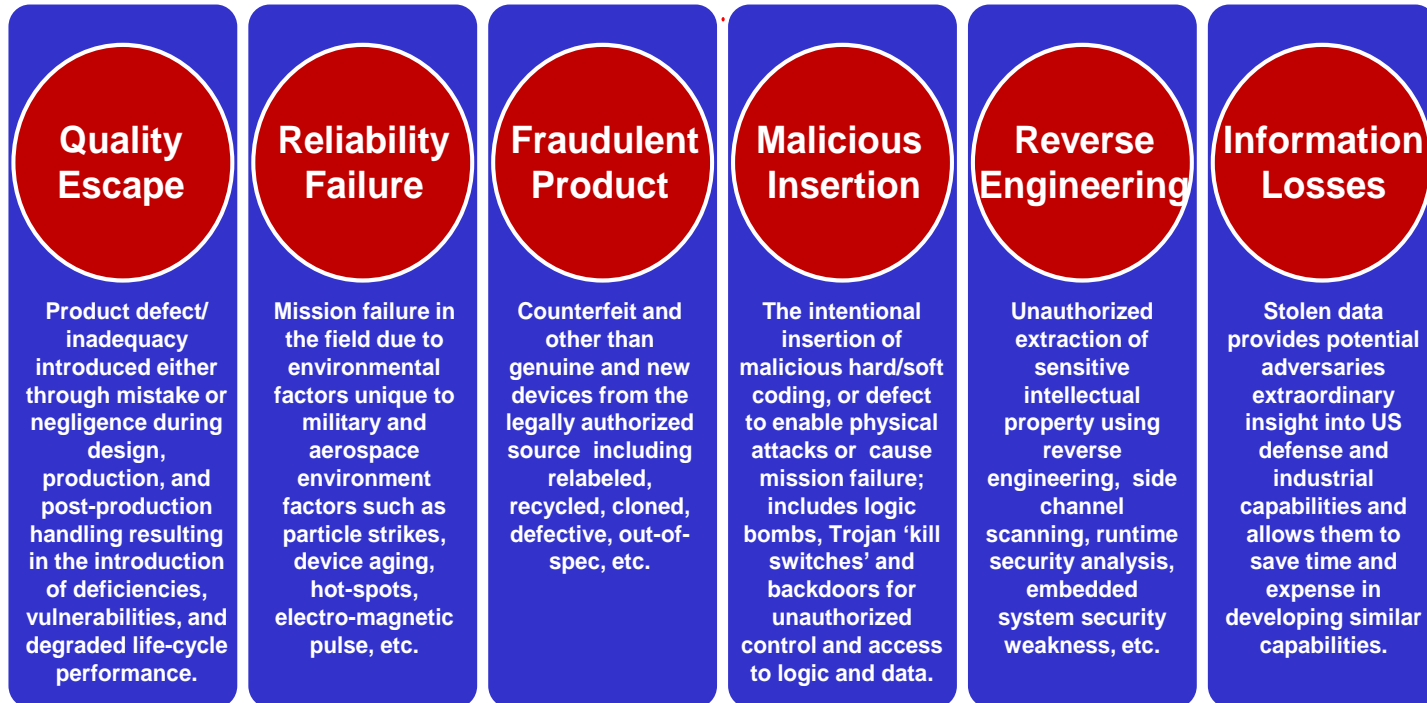 Quality
Escape
Product defect/
inadequacy
introduced either
through mistake or
negligence during
design,
production, and
post-production
handling resulting
in the introduction
of deficiencies,
vulnerabilities, and
degraded life-cycle
performance.
Reliability
Failure
Mission failure in
the field due to
environmental
factors unique to
military and
aerospace
environment
factors such as
particle strikes,
device aging,
hot-spots,
electro-magnetic
pulse, etc.
Fraudulent
Product
Counterfeit and
other than
genuine and new
devices from the
legally authorized
source including
relabeled,
recycled, cloned,
defective, out-of-
spec, etc.
Malicious
Insertion
The intentional
insertion of
malicious hard/soft
coding, or defect
to enable physical
attacks or cause
mission failure;
includes logic
bombs, Trojan ‘kill
switches’ and
backdoors for
unauthorized
control and access
to logic and data.
Reverse
Engineering
Unauthorized
extraction of
sensitive
intellectual
property using
reverse
engineering, side
channel
scanning, runtime
security analysis,
embedded
system security
weakness, etc.
Information
Losses
Stolen data
provides potential
adversaries
extraordinary
insight into US
defense and
industrial
capabilities and
allows them to
save time and
expense in
developing similar
capabilities.